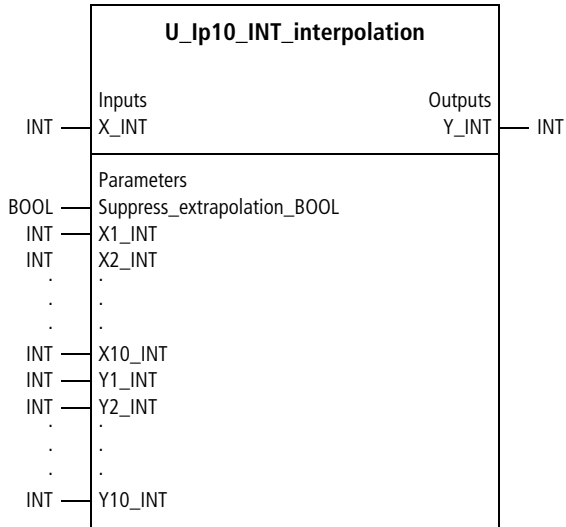 U_Ip10_INT_interpolation
Inputs Outputs
INT X_INT Y_INT INT
Parameters
BOOL Suppress_extrapolation_BOOL
INT X1_INT
INT X2_INT
. .
. .
. .
INT X10_INT
INT Y1_INT
INT Y2_INT
. .
. .
. .
INT Y10_INT